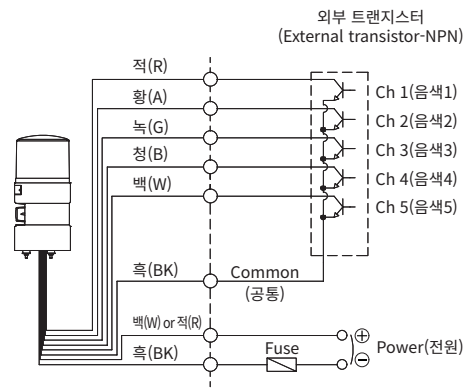 외부 트랜지스터
(External transistor-NPN)
적(R)
Ch 1(음색1)
황(A)
Ch 2(음색2)
녹(G)
Ch 3(음색3)
청(B)
Ch 4(음색4)
백(W)
Ch 5(음색5)
흑(BK)
Common
(공통)
백(W) or 적(R)
흑(BK)
Fuse
Power(전원)